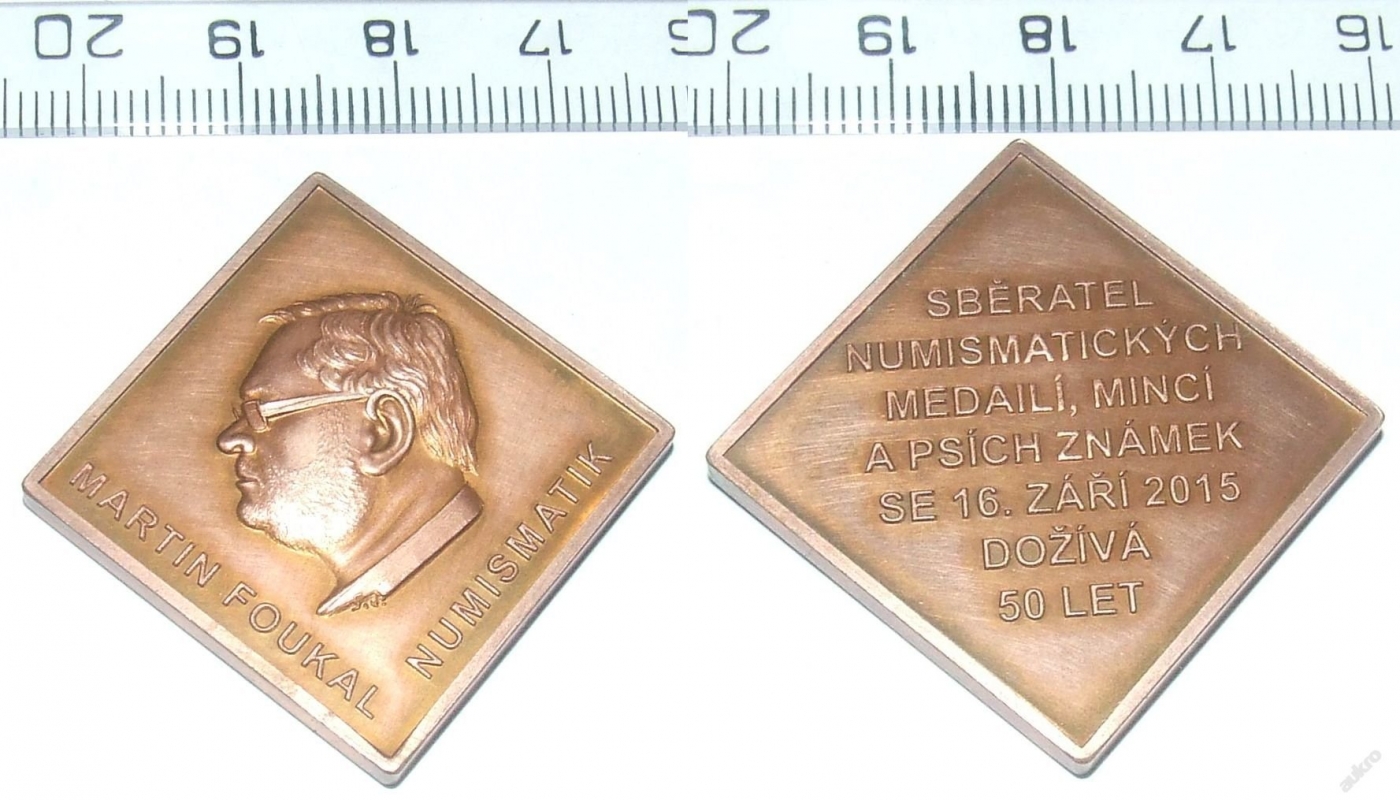 20 19 18 17
20 19 18 17 16
MARTIN FOUKAL
NUMISMATIK
SBĚRATEL
NUMISMATICKÝCH
MEDAILÍ, MINCÍ
A PSÍCH ZNÁMEK
SE 16. ZÁŘÍ 2015
DOŽÍVÁ
50 LET
aukro